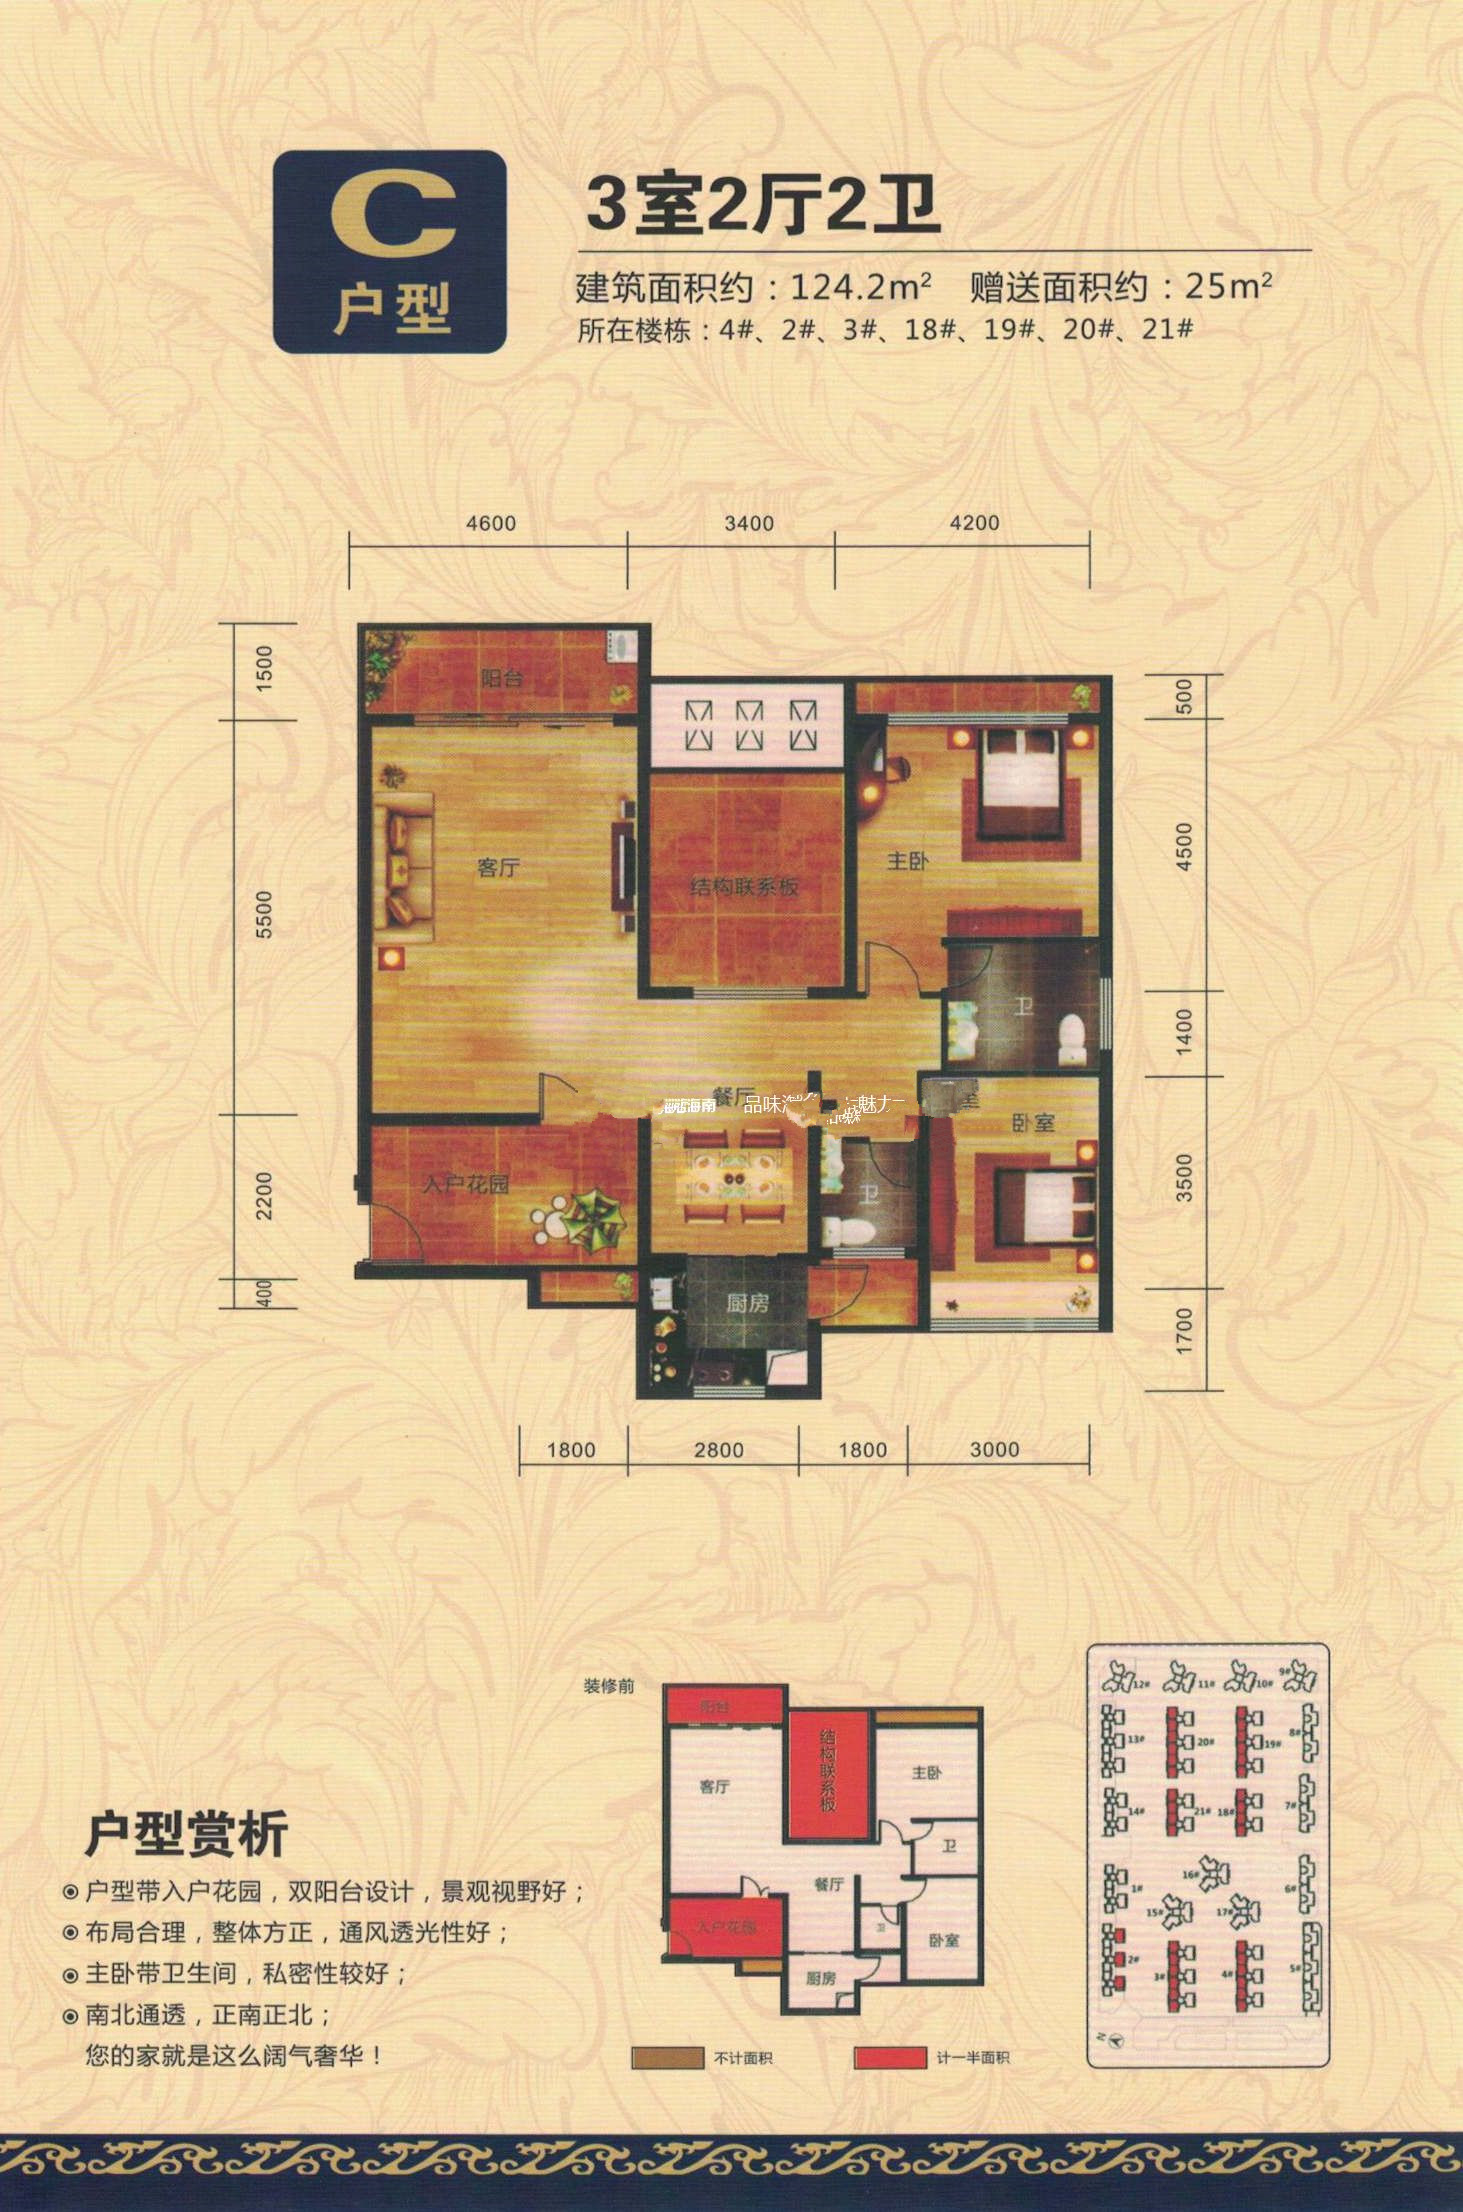 C
户型
3室2厅2卫
建筑面积约：124.2m² 赠送面积约：25m²
所在楼栋：4#、2#、3#、18#、19#、20#、21#
4600 3400 4200
1500
5500
2200
400
500
4500
1400
3500
1700
阳台
客厅
结构联系板
主卧
卫
餐厅
品味海
卧室
入户花园
卫
厨房
1800 2800 1800 3000
装修前
阳台
结构联系板
客厅
主卧
卫
餐厅
入户花园
卫
卧室
厨房
不计面积 计一半面积
12# 11# 10# 9#
13# 20# 19# 8#
14# 21# 18# 7#
16#
1# 6#
15# 17#
2# 3# 4# 5#
N
户型赏析
户型带入户花园，双阳台设计，景观视野好；
布局合理，整体方正，通风透光性好；
主卧带卫生间，私密性较好；
南北通透，正南正北；
您的家就是这么阔气奢华！